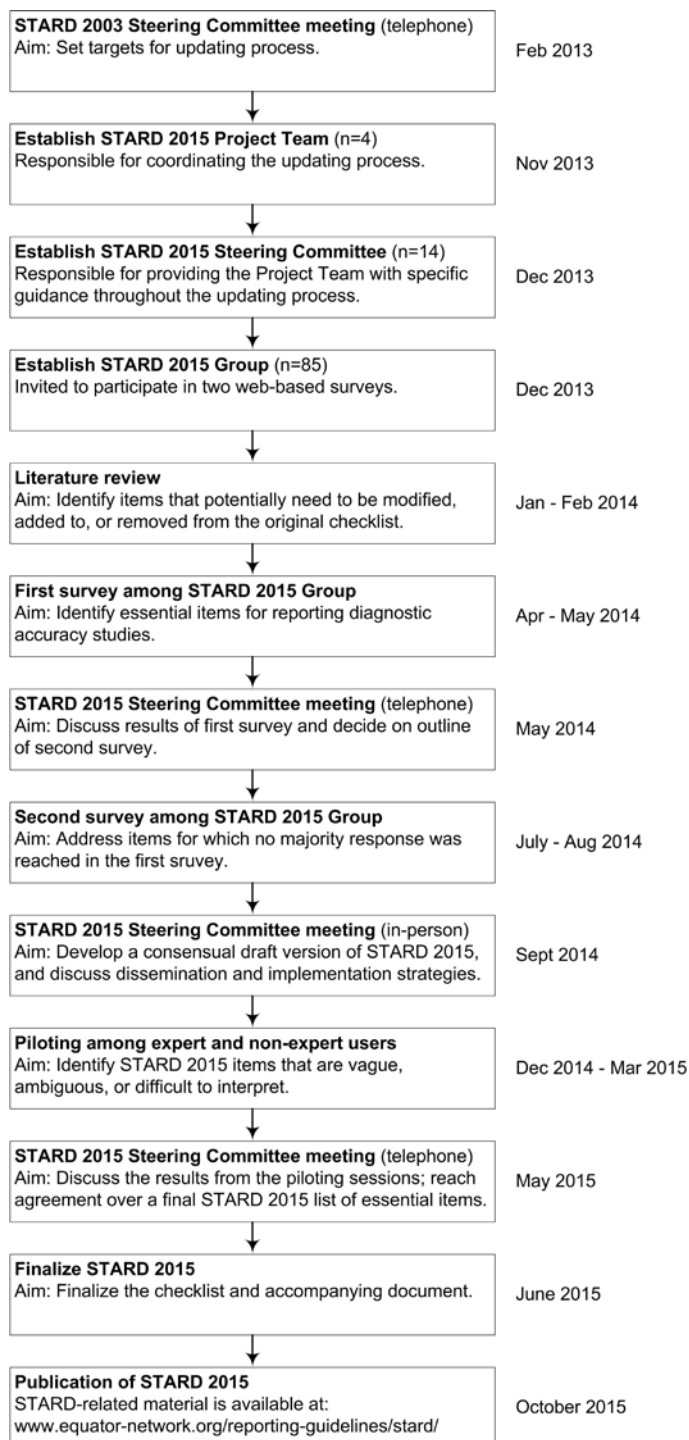 STARD 2003 Steering Committee meeting (telephone)
Aim: Set targets for updating process.
Feb 2013
Establish STARD 2015 Project Team (n=4)
Responsible for coordinating the updating process.
Nov 2013
Establish STARD 2015 Steering Committee (n=14)
Responsible for providing the Project Team with specific
guidance throughout the updating process.
Dec 2013
Establish STARD 2015 Group (n=85)
Invited to participate in two web-based surveys.
Dec 2013
Literature review
Aim: Identify items that potentially need to be modified,
added to, or removed from the original checklist.
Jan - Feb 2014
First survey among STARD 2015 Group
Aim: Identify essential items for reporting diagnostic
accuracy studies.
Apr - May 2014
STARD 2015 Steering Committee meeting (telephone)
Aim: Discuss results of first survey and decide on outline
of second survey.
May 2014
Second survey among STARD 2015 Group
Aim: Address items for which no majority response was
reached in the first sruvey.
July - Aug 2014
STARD 2015 Steering Committee meeting (in-person)
Aim: Develop a consensual draft version of STARD 2015,
and discuss dissemination and implementation strategies.
Sept 2014
Piloting among expert and non-expert users
Aim: Identify STARD 2015 items that are vague,
ambiguous, or difficult to interpret.
Dec 2014 - Mar 2015
STARD 2015 Steering Committee meeting (telephone)
Aim: Discuss the results from the piloting sessions; reach
agreement over a final STARD 2015 list of essential items.
May 2015
Finalize STARD 2015
Aim: Finalize the checklist and accompanying document.
June 2015
Publication of STARD 2015
STARD-related material is available at:
www.equator-network.org/reporting-guidelines/stard/
October 2015